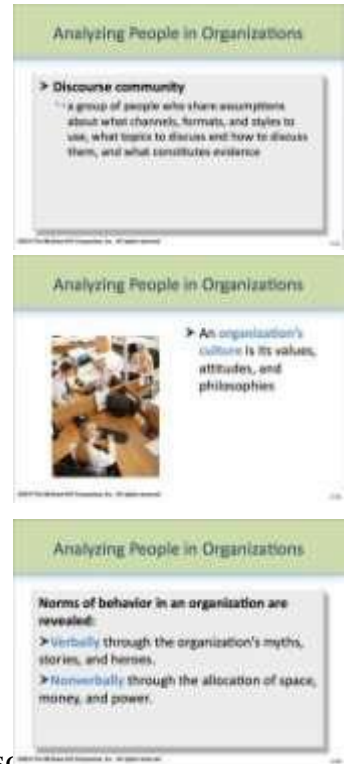 Analyzing People in Organizations
➤ Discourse community
a group of people who share assumptions
about what channels, formats, and styles to
use, what topics to discuss and how to discuss
them, and what constitutes evidence
Analyzing People in Organizations
➤ An organization's
culture is its values,
attitudes, and
philosophies
Analyzing People in Organizations
Norms of behavior in an organization are
revealed:
➤Verbally through the organization's myths,
stories, and heroes.
➤Nonverbally through the allocation of space,
money, and power.